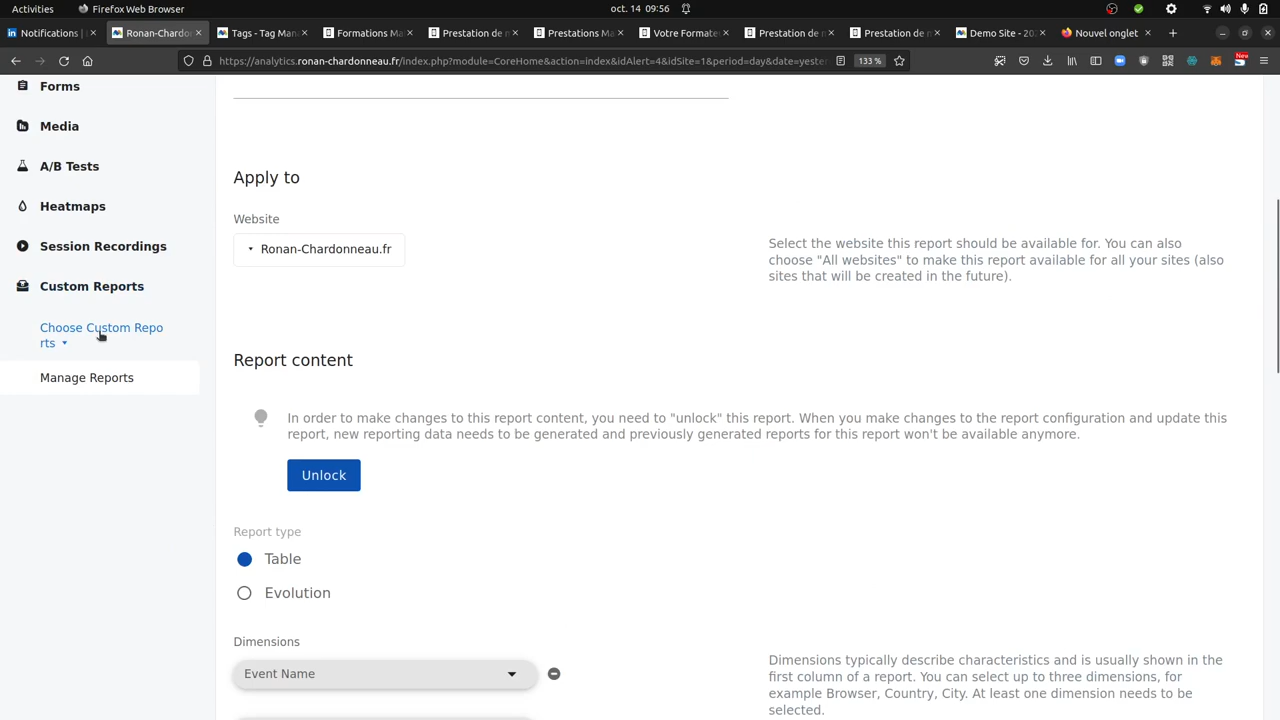 Activities
Firefox Web Browser
oct. 14 09:56
Notifications |
Ronan-Chardo
Tags - Tag Man
Formations Ma
Prestation de n
Prestations Ma
Votre Formate
Prestation de n
Prestation de n
Demo Site - 20
Nouvel onglet
https://analytics.ronan-chardonneau.fr/index.php?module=CoreHome&action=index&idAlert=4&idSite=1&period=day&date=yeste
133 %
New
Forms
Media
A/B Tests
Heatmaps
Session Recordings
Custom Reports
Choose Custom Repo
rts
Manage Reports
Apply to
Website
Ronan-Chardonneau.fr
Select the website this report should be available for. You can also
choose "All websites" to make this report available for all your sites (also
sites that will be created in the future).
Report content
In order to make changes to this report content, you need to "unlock" this report. When you make changes to the report configuration and update this
report, new reporting data needs to be generated and previously generated reports for this report won't be available anymore.
Unlock
Report type
Table
Evolution
Dimensions
Event Name
Dimensions typically describe characteristics and is usually shown in the
first column of a report. You can select up to three dimensions, for
example Browser, Country, City. At least one dimension needs to be
selected.